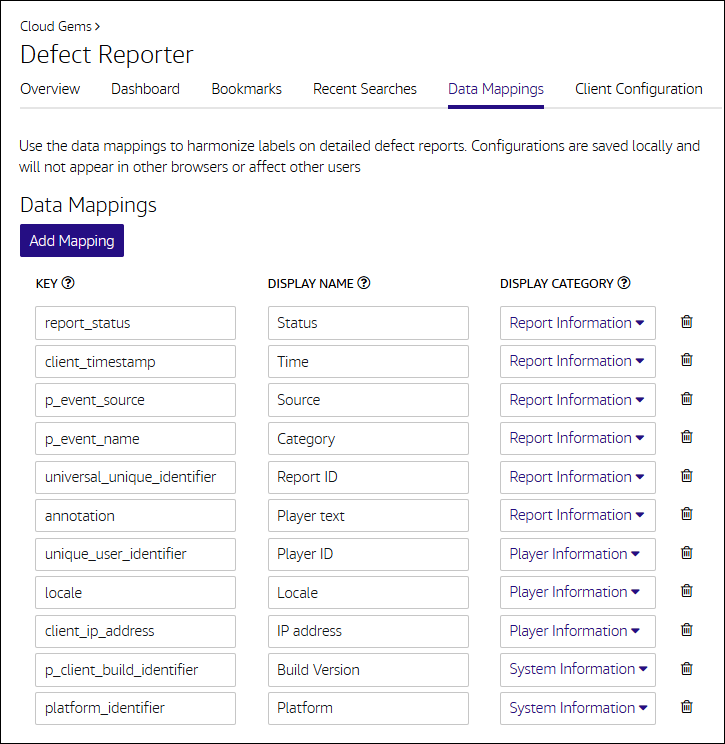 Cloud Gems >
Defect Reporter
Overview Dashboard Bookmarks Recent Searches Data Mappings Client Configuration
Use the data mappings to harmonize labels on detailed defect reports. Configurations are saved locally and
will not appear in other browsers or affect other users
Data Mappings
Add Mapping
KEY ? DISPLAY NAME ? DISPLAY CATEGORY ?
report_status Status Report Information
client_timestamp Time Report Information
p_event_source Source Report Information
p_event_name Category Report Information
universal_unique_identifier Report ID Report Information
annotation Player text Report Information
unique_user_identifier Player ID Player Information
locale Locale Player Information
client_ip_address IP address Player Information
p_client_build_identifier Build Version System Information
platform_identifier Platform System Information